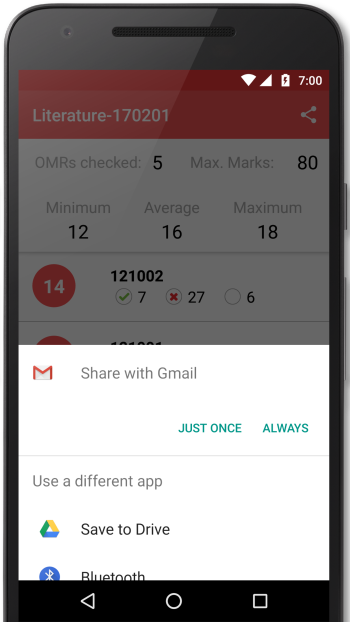 7:00
Literature-170201
OMRs checked: 5 Max. Marks: 80
Minimum Average Maximum
12 16 18
14 121002
7 27 6
Share with Gmail
JUST ONCE ALWAYS
Use a different app
Save to Drive
Bluetooth